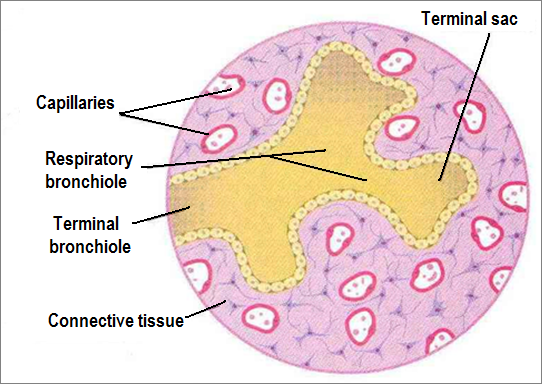 Terminal sac
Capillaries
Respiratory
bronchiole
Terminal
bronchiole
Connective tissue